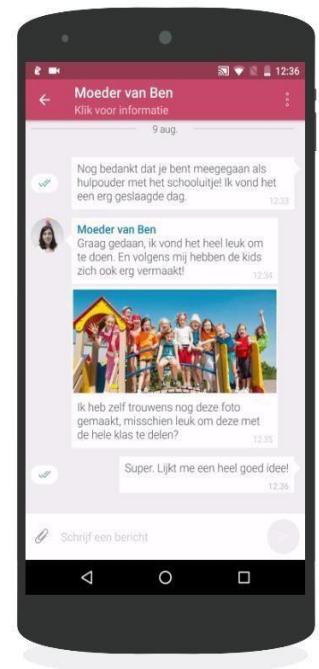 12:36
Moeder van Ben
Klik voor informatie
9 aug.
Nog bedankt dat je bent meegegaan als
hulpouder met het schooluitje! Ik vond het
een erg geslaagde dag.
12:33
Moeder van Ben
Graag gedaan, ik vond het heel leuk om
te doen. En volgens mij hebben de kids
zich ook erg vermaakt!
12:34
Ik heb zelf trouwens nog deze foto
gemaakt, misschien leuk om deze met
de hele klas te delen?
12:35
Super. Lijkt me een heel goed idee!
12:36
Schrijf een bericht